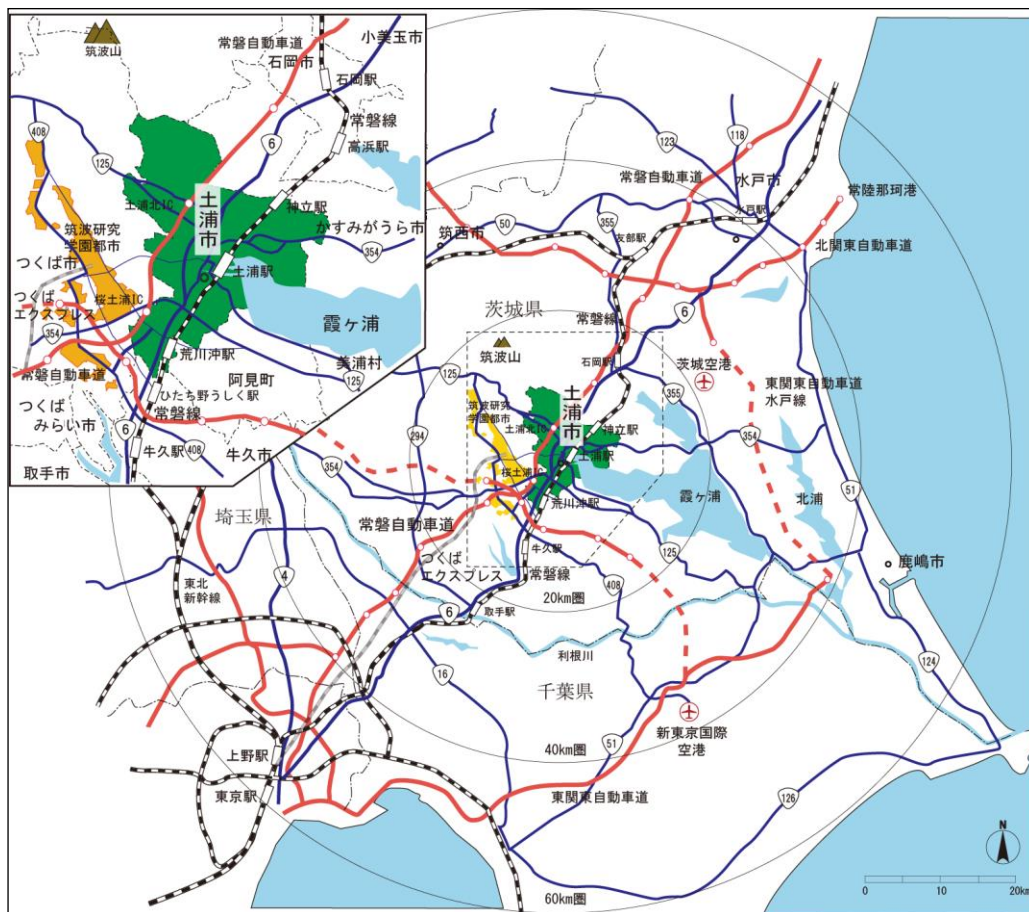 筑波山
常磐自動車道
石岡市
小美玉市
石岡駅
常磐線
高浜駅
408
125
6
土浦北IC
土浦市
神立駅
かすみがうら市
筑波研究
学園都市
つくば市
354
土浦駅
つくば
エクスプレス
桜土浦IC
霞ヶ浦
354
荒川沖駅
美浦村
常磐自動車道
阿見町
125
ひたち野うしく駅
つくば
みらい市
常磐線
6
牛久駅
408
牛久市
取手市
123
118
常磐自動車道
水戸市
常陸那珂港
水戸駅
50
355
友部駅
筑西市
北関東自動車道
茨城県
常磐線
6
筑波山
石岡駅
茨城空港
125
355
東関東自動車道
水戸線
筑波研究
学園都市
土浦市
土浦北IC
神立駅
294
354
土浦駅
354
桜土浦IC
51
霞ヶ浦
北浦
荒川沖駅
埼玉県
常磐自動車道
牛久駅
125
鹿嶋市
つくば
エクスプレス
常磐線
408
東北
新幹線
4
20km圏
6
取手駅
利根川
16
124
千葉県
新東京国際
空港
上野駅
40km圏
51
東京駅
東関東自動車道
126
N
60km圏
0
10
20km